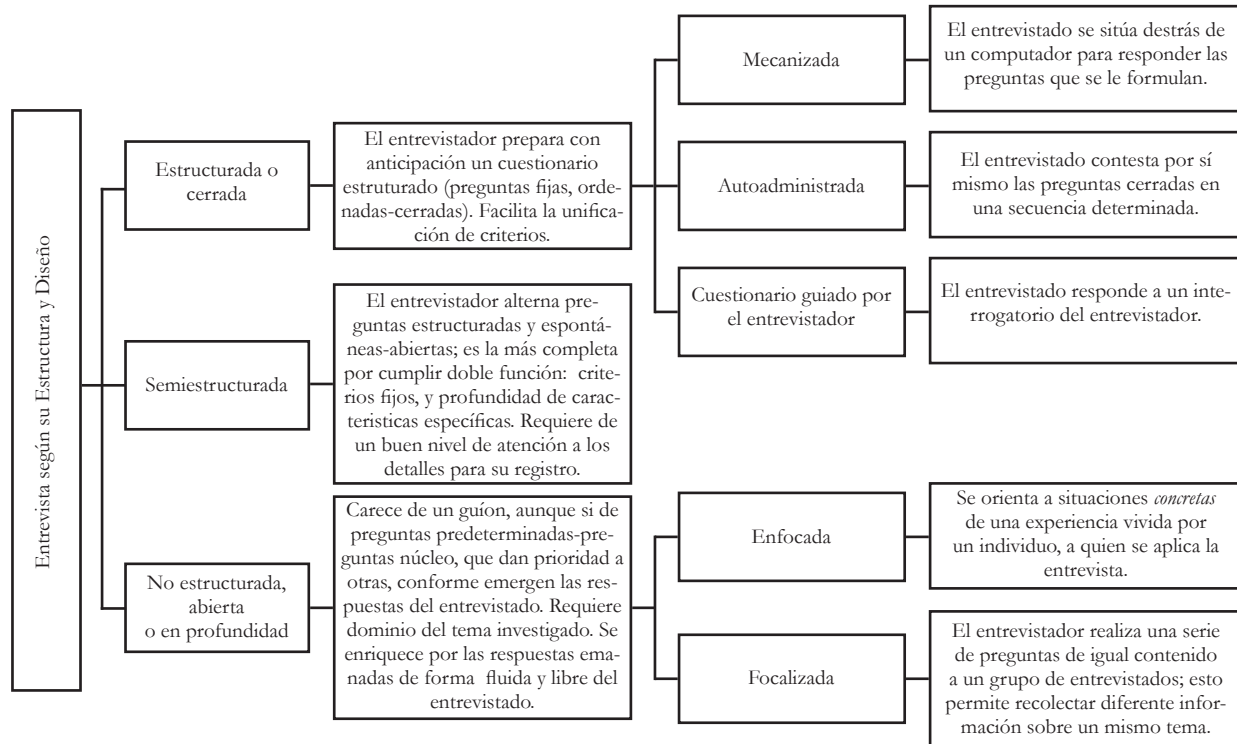 Entrevista según su Estructura y Diseño
Estructurada o
cerrada
El entrevistador prepara con
anticipación un cuestionario
estruturado (preguntas fijas, orde-
nadas-cerradas). Facilita la unifica-
ción de criterios.
Mecanizada
El entrevistado se sitúa destrás de
un computador para responder las
preguntas que se le formulan.
Autoadministrada
El entrevistado contesta por sí
mismo las preguntas cerradas en
una secuencia determinada.
Cuestionario guiado por
el entrevistador
El entrevistado responde a un inte-
rrogatorio del entrevistador.
Semiestructurada
El entrevistador alterna pre-
guntas estructuradas y espontá-
neas-abiertas; es la más completa
por cumplir doble función: crite-
rios fijos, y profundidad de carac-
teristicas específicas. Requiere de
un buen nivel de atención a los
detalles para su registro.
No estructurada,
abierta
o en profundidad
Carece de un guíon, aunque si de
preguntas predeterminadas-pre-
guntas núcleo, que dan prioridad a
otras, conforme emergen las res-
puestas del entrevistado. Requiere
dominio del tema investigado. Se
enriquece por las respuestas ema-
nadas de forma fluida y libre del
entrevistado.
Enfocada
Se orienta a situaciones concretas
de una experiencia vivida por
un individuo, a quien se aplica la
entrevista.
Focalizada
El entrevistador realiza una serie
de preguntas de igual contenido
a un grupo de entrevistados; esto
permite recolectar diferente infor-
mación sobre un mismo tema.